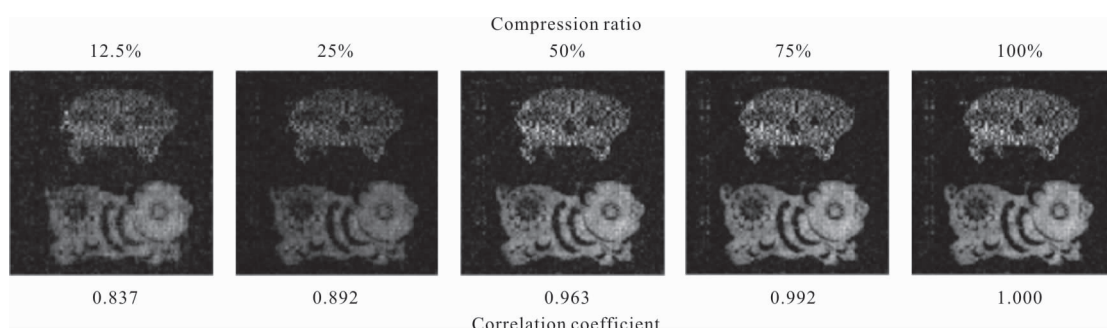 Compression ratio
12.5% 25% 50% 75% 100%
0.837 0.892 0.963 0.992 1.000
Correlation coefficient